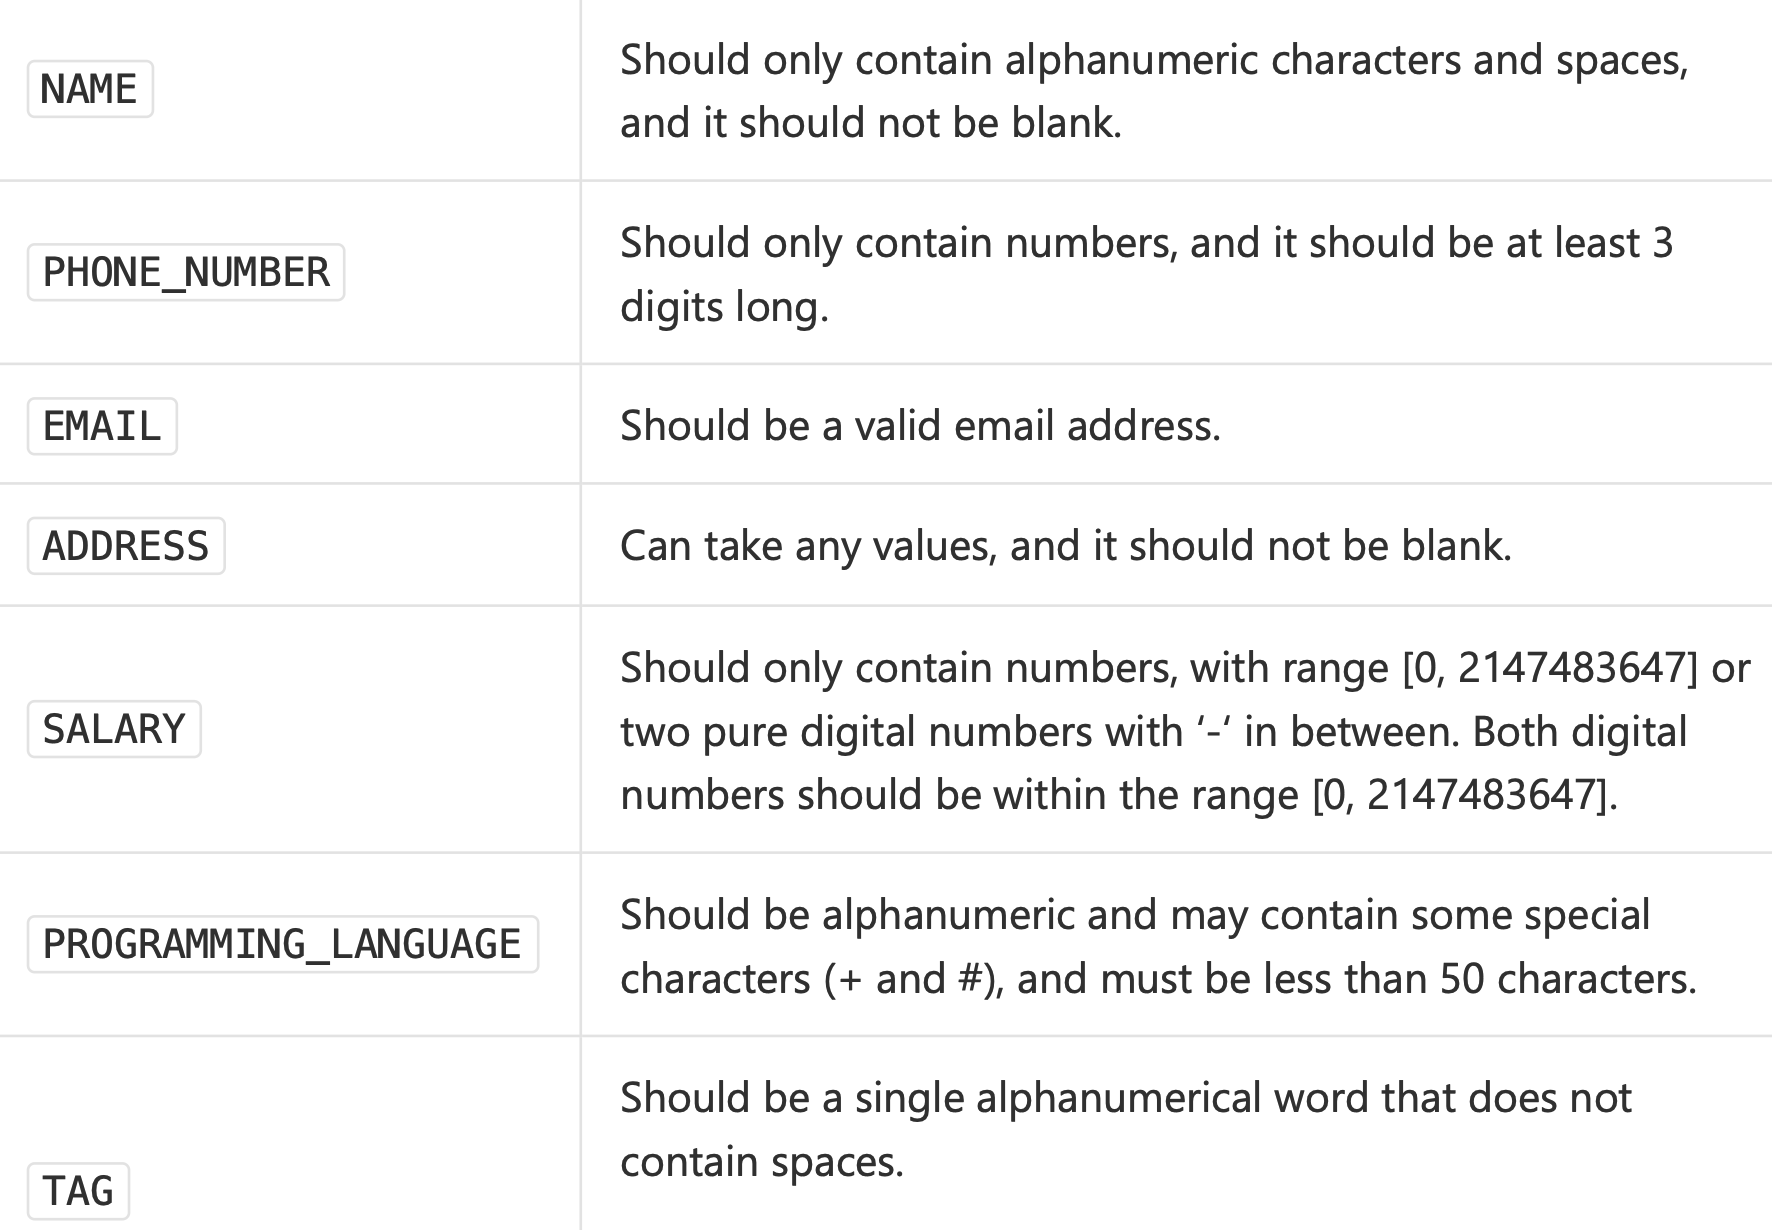 NAME
Should only contain alphanumeric characters and spaces,
and it should not be blank.
PHONE_NUMBER
Should only contain numbers, and it should be at least 3
digits long.
EMAIL
Should be a valid email address.
ADDRESS
Can take any values, and it should not be blank.
SALARY
Should only contain numbers, with range [0, 2147483647] or
two pure digital numbers with ‘-‘ in between. Both digital
numbers should be within the range [0, 2147483647].
PROGRAMMING_LANGUAGE
Should be alphanumeric and may contain some special
characters (+ and #), and must be less than 50 characters.
TAG
Should be a single alphanumerical word that does not
contain spaces.